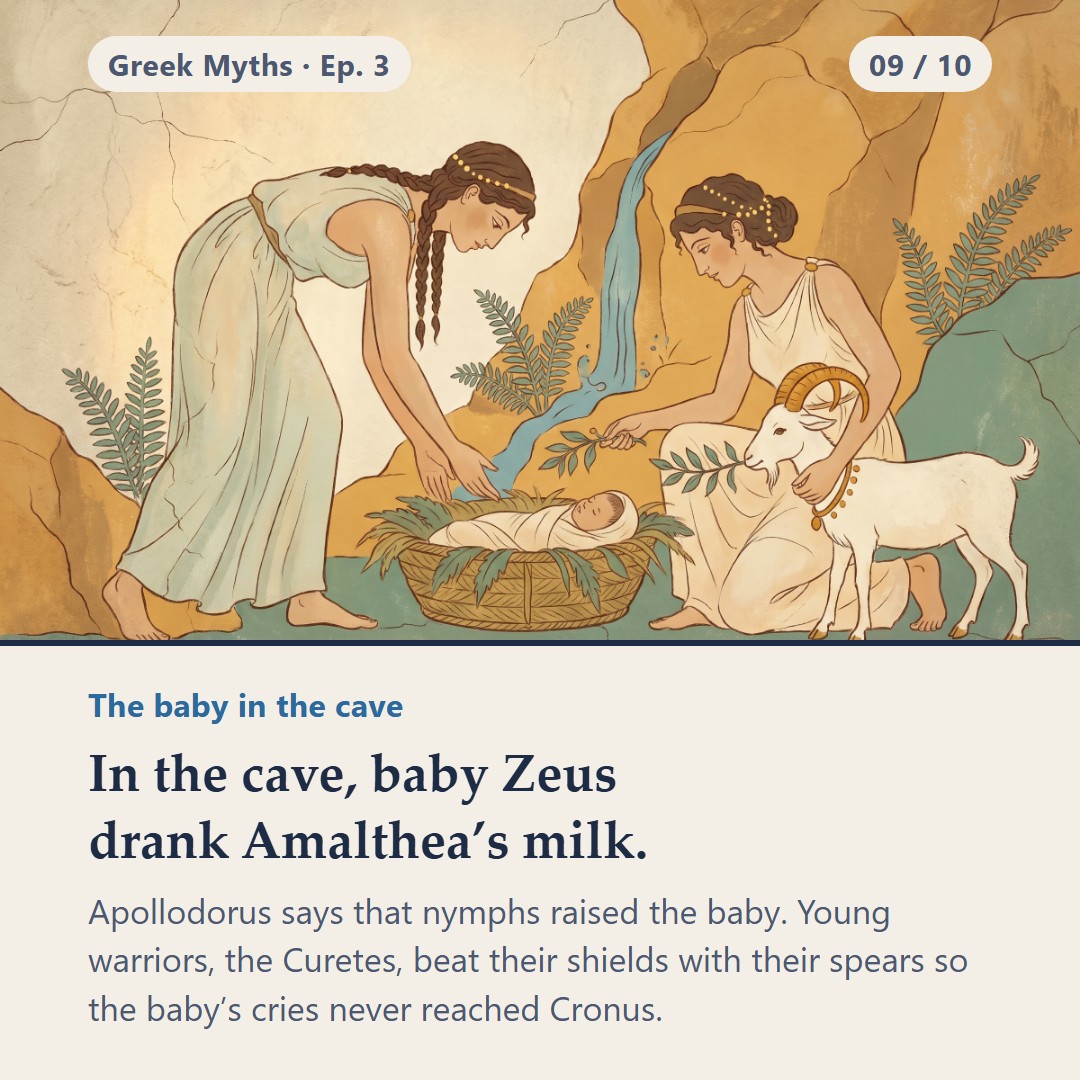 Greek Myths · Ep. 3
09 / 10
The baby in the cave
In the cave, baby Zeus
drank Amalthea’s milk.
Apollodorus says that nymphs raised the baby. Young
warriors, the Curetes, beat their shields with their spears so
the baby’s cries never reached Cronus.